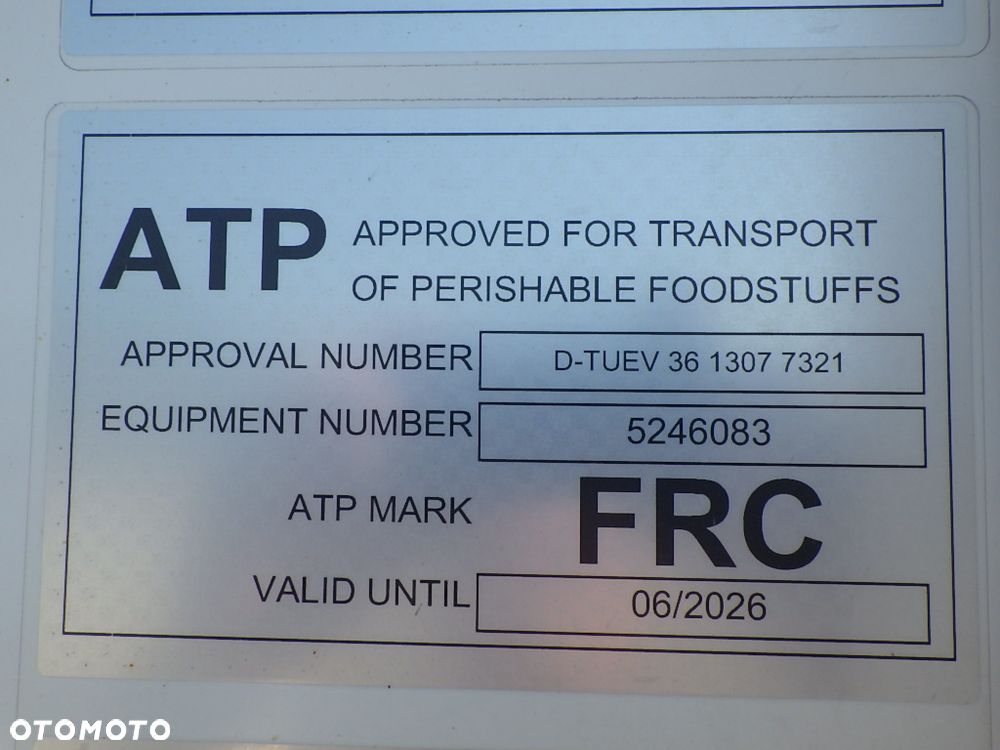 ATP APPROVED FOR TRANSPORT
OF PERISHABLE FOODSTUFFS
APPROVAL NUMBER D-TUEV 36 1307 7321
EQUIPMENT NUMBER 5246083
ATP MARK FRC
VALID UNTIL 06/2026
OTOMOTO